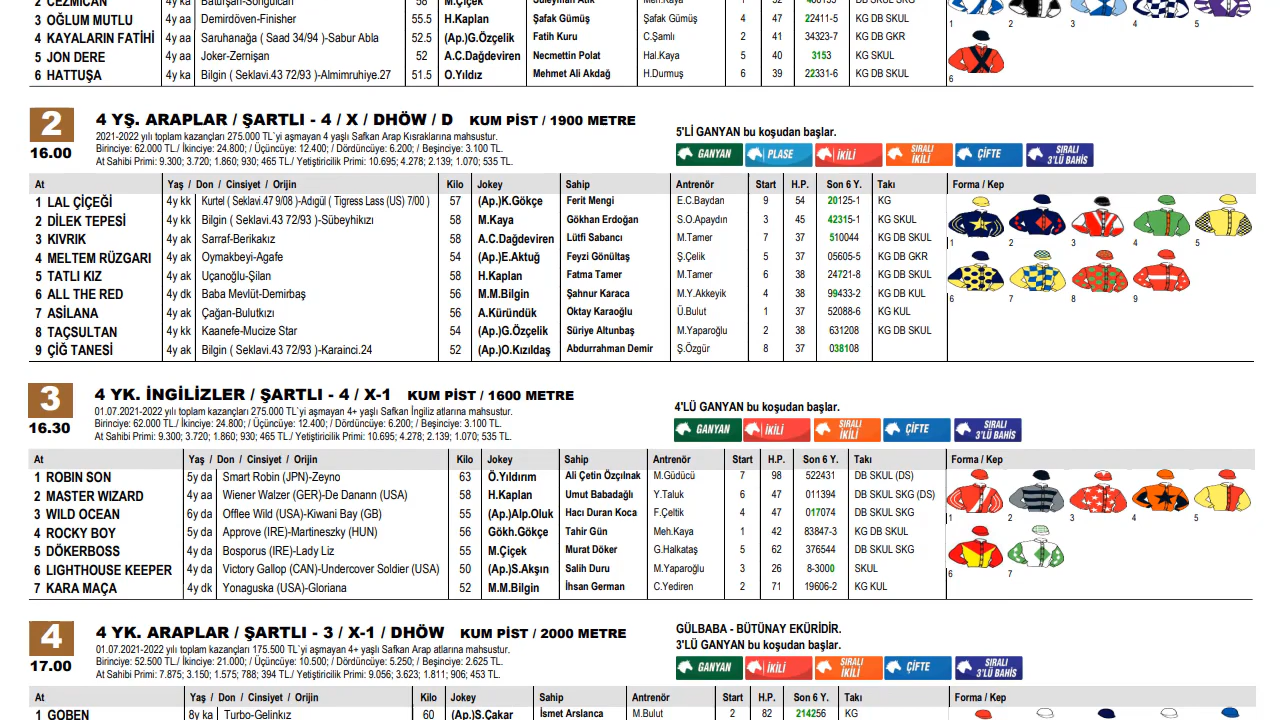 2 CEZMİCAN 58 M.Çiçek
3 OĞLUM MUTLU 4y aa Demirdöven-Finisher 55.5 H.Kaplan Şafak Gümüş Şafak Gümüş 4 47 22411-5 KG DB SKUL 1 2 3 4 5
4 KAYALARIN FATİHİ 4y aa Saruhanağa ( Saad 34/94 )-Sabur Abla 52.5 (Ap.)G.Özçelik Fatih Kuru C.Şamlı 2 41 34323-7 KG DB GKR
5 JON DERE 4y aa Joker-Zernişan 52 A.C.Dağdeviren Necmettin Polat Hal.Kaya 5 40 3153 KG SKUL
6 HATTUŞA 4y ka Bilgin ( Seklavi.43 72/93 )-Almimruhiye.27 51.5 O.Yıldız Mehmet Ali Akdağ H.Durmuş 6 39 22331-6 KG DB SKUL 6
2 4 YŞ. ARAPLAR / ŞARTLI - 4 / X / DHÖW / D KUM PİST / 1900 METRE
16.00
2021-2022 yılı toplam kazançları 275.000 TL`yi aşmayan 4 yaşlı Safkan Arap Kısraklarına mahsustur.
Birinciye: 62.000 TL./ İkinciye: 24.800; / Üçüncüye: 12.400; / Dördüncüye: 6.200; / Beşinciye: 3.100 TL.
At Sahibi Primi: 9.300; 3.720; 1.860; 930; 465 TL./ Yetiştiricilik Primi: 10.695; 4.278; 2.139; 1.070; 535 TL.
5'Lİ GANYAN bu koşudan başlar.
GANYAN PLASE İKİLİ SIRALI İKİLİ ÇİFTE SIRALI 3'LÜ BAHİS
At Yaş / Don / Cinsiyet / Orijin Kilo Jokey Sahip Antrenör Start H.P. Son 6 Y. Takı Forma / Kep
1 LAL ÇİÇEĞİ 4y kk Kurtel ( Seklavi.47 9/08 )-Adıgül ( Tigress Lass (US) 7/00 ) 57 (Ap.)K.Gökçe Ferit Mengi E.C.Baydan 9 54 20125-1 KG
2 DİLEK TEPESİ 4y kk Bilgin ( Seklavi.43 72/93 )-Sübeyhikızı 58 M.Kaya Gökhan Erdoğan S.O.Apaydın 3 45 42315-1 KG SKUL
3 KIVRIK 4y ak Sarraf-Berikakız 58 A.C.Dağdeviren Lütfi Sabancı M.Tamer 7 37 510044 KG DB SKUL 1 2 3 4 5
4 MELTEM RÜZGARI 4y ak Oymakbeyi-Agafe 54 (Ap.)E.Aktuğ Feyzi Gönültaş Ş.Çelik 5 37 05605-5 KG DB GKR
5 TATLI KIZ 4y ak Uçanoğlu-Şilan 58 H.Kaplan Fatma Tamer M.Tamer 6 38 24721-8 KG DB SKUL
6 ALL THE RED 4y dk Baba Mevlüt-Demirbaş 56 M.M.Bilgin Şahnur Karaca M.Y.Akkeyik 4 38 99433-2 KG DB KUL 6 7 8 9
7 ASİLANA 4y ak Çağan-Bulutkızı 56 A.Küründük Oktay Karaoğlu Ü.Bulut 1 37 52088-6 KG KUL
8 TAÇSULTAN 4y kk Kaanefe-Mucize Star 54 (Ap.)G.Özçelik Süriye Altunbaş M.Yaparoğlu 2 38 631208 KG DB SKUL
9 ÇİĞ TANESİ 4y ak Bilgin ( Seklavi.43 72/93 )-Karainci.24 52 (Ap.)O.Kızıldaş Abdurrahman Demir Ş.Özgür 8 37 038108
3 4 YK. İNGİLİZLER / ŞARTLI - 4 / X-1 KUM PİST / 1600 METRE
16.30
01.07.2021-2022 yılı toplam kazançları 275.000 TL`yi aşmayan 4+ yaşlı Safkan İngiliz atlarına mahsustur.
Birinciye: 62.000 TL./ İkinciye: 24.800; / Üçüncüye: 12.400; / Dördüncüye: 6.200; / Beşinciye: 3.100 TL.
At Sahibi Primi: 9.300; 3.720; 1.860; 930; 465 TL./ Yetiştiricilik Primi: 10.695; 4.278; 2.139; 1.070; 535 TL.
4'LÜ GANYAN bu koşudan başlar.
GANYAN İKİLİ SIRALI İKİLİ ÇİFTE SIRALI 3'LÜ BAHİS
At Yaş / Don / Cinsiyet / Orijin Kilo Jokey Sahip Antrenör Start H.P. Son 6 Y. Takı Forma / Kep
1 ROBIN SON 5y da Smart Robin (JPN)-Zeyno 63 Ö.Yıldırım Ali Çetin Özçılnak M.Güdücü 7 98 522431 DB SKUL (DS)
2 MASTER WIZARD 4y aa Wiener Walzer (GER)-De Danann (USA) 58 H.Kaplan Umut Babadağlı Y.Taluk 6 47 011394 DB SKUL SKG (DS)
3 WILD OCEAN 6y da Offlee Wild (USA)-Kiwani Bay (GB) 55 (Ap.)Alp.Oluk Hacı Duran Koca F.Çeltik 4 47 017074 DB SKUL SKG 1 2 3 4 5
4 ROCKY BOY 5y da Approve (IRE)-Martineszky (HUN) 56 Gökh.Gökçe Tahir Gün Meh.Kaya 1 42 83847-3 KG DB SKUL
5 DÖKERBOSS 4y da Bosporus (IRE)-Lady Liz 55 M.Çiçek Murat Döker G.Halkataş 5 62 376544 DB SKUL SKG
6 LIGHTHOUSE KEEPER 4y da Victory Gallop (CAN)-Undercover Soldier (USA) 50 (Ap.)S.Akşın Salih Duru M.Yaparoğlu 3 26 8-3000 SKUL 6 7
7 KARA MAÇA 4y dk Yonaguska (USA)-Gloriana 52 M.M.Bilgin İhsan German C.Yediren 2 71 19606-2 KG KUL
4 4 YK. ARAPLAR / ŞARTLI - 3 / X-1 / DHÖW KUM PİST / 2000 METRE
17.00
01.07.2021-2022 yılı toplam kazançları 175.500 TL`yi aşmayan 4+ yaşlı Safkan Arap atlarına mahsustur.
Birinciye: 52.500 TL./ İkinciye: 21.000; / Üçüncüye: 10.500; / Dördüncüye: 5.250; / Beşinciye: 2.625 TL.
At Sahibi Primi: 7.875; 3.150; 1.575; 788; 394 TL./ Yetiştiricilik Primi: 9.056; 3.623; 1.811; 906; 453 TL.
GÜLBABA - BÜTÜNAY EKÜRİDİR.
3'LÜ GANYAN bu koşudan başlar.
GANYAN İKİLİ SIRALI İKİLİ ÇİFTE SIRALI 3'LÜ BAHİS
At Yaş / Don / Cinsiyet / Orijin Kilo Jokey Sahip Antrenör Start H.P. Son 6 Y. Takı Forma / Kep
1 GÖBEN 8y ka Turbo-Gelinkız 60 (Ap.)S.Çakar İsmet Arslanca M.Bulut 2 82 214256 KG